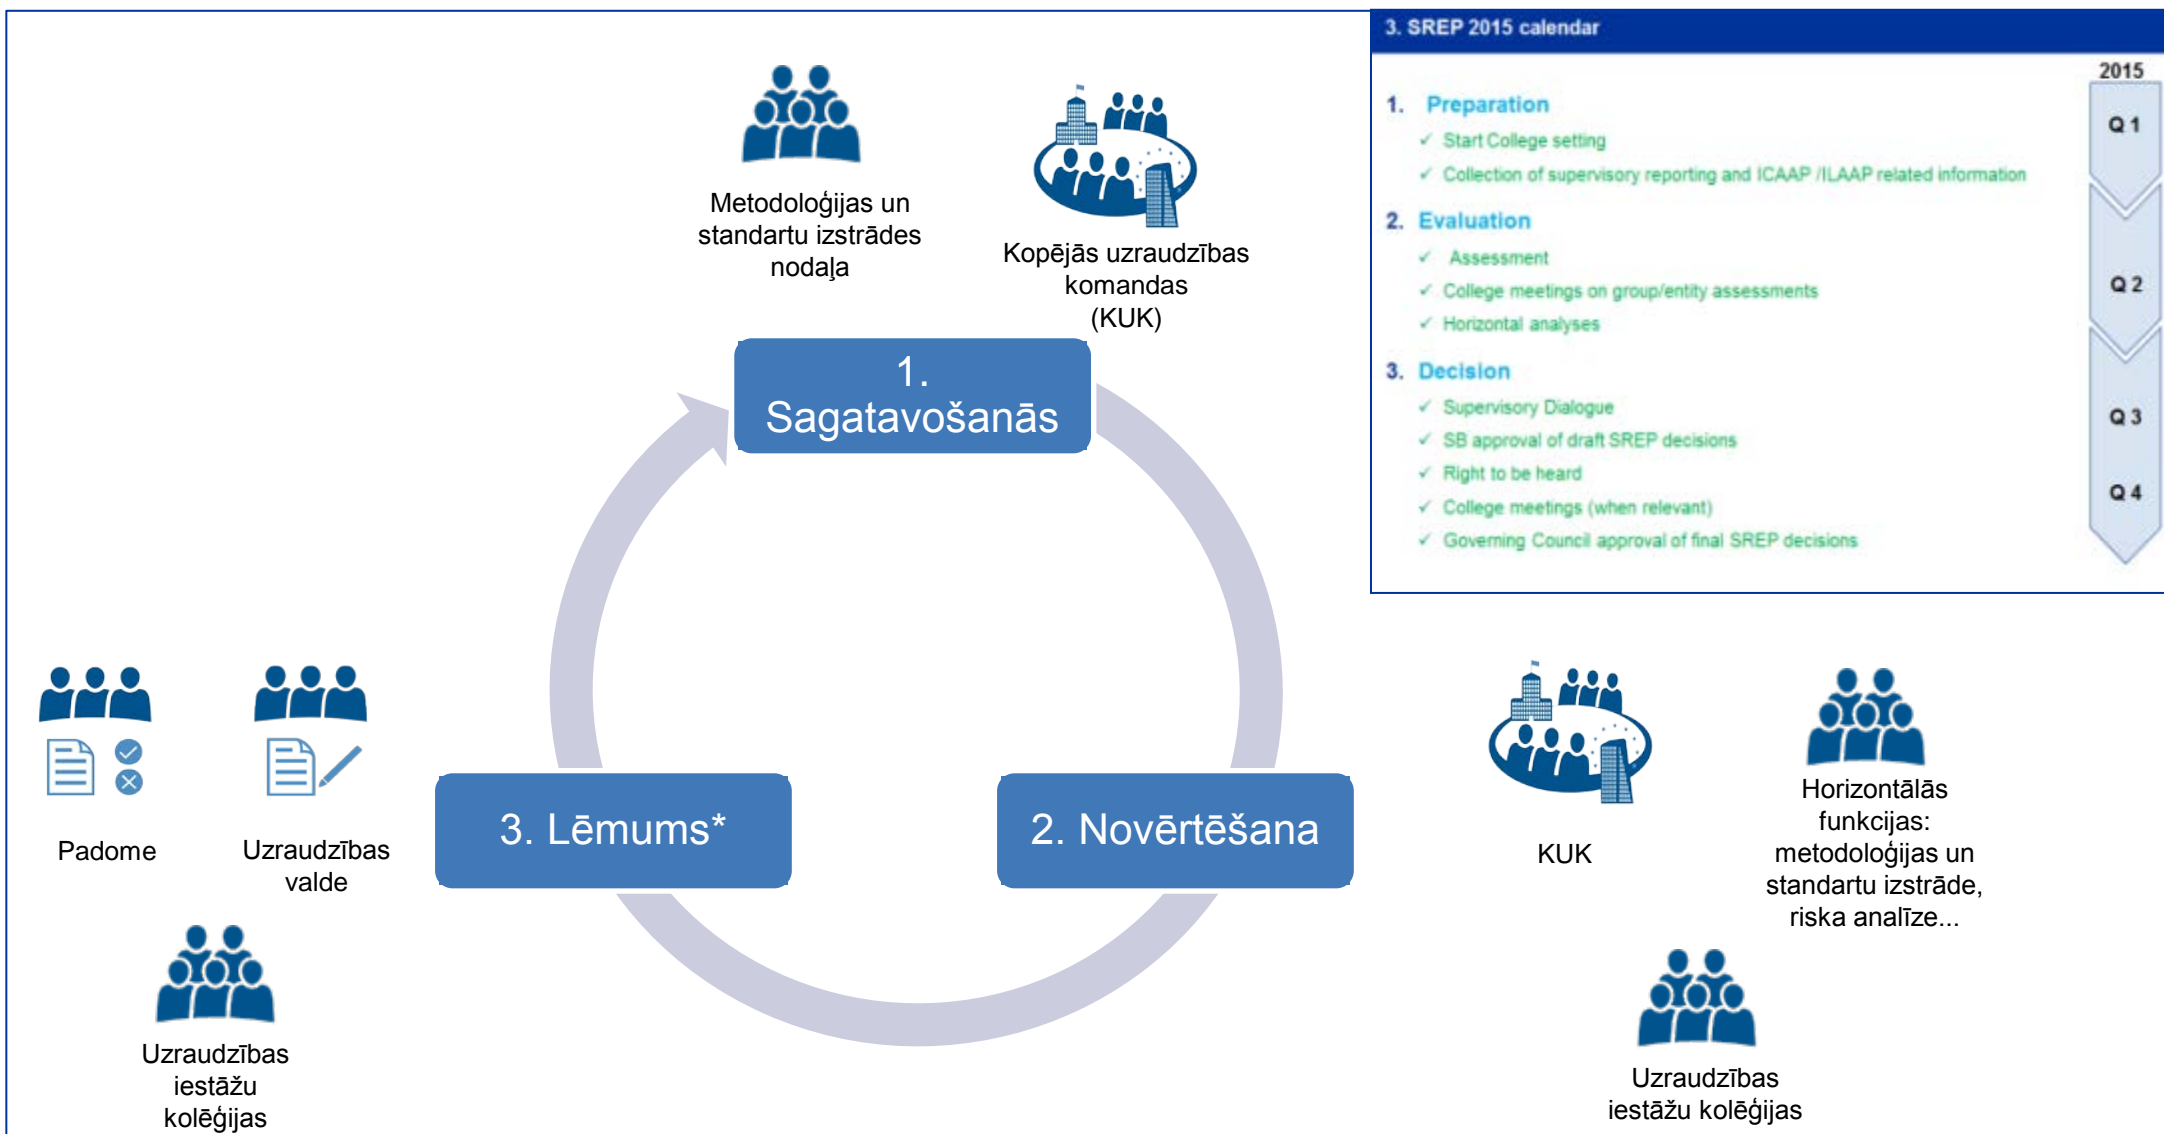 3. SREP 2015 calendar
2015
1. Preparation
✓ Start College setting
✓ Collection of supervisory reporting and ICAAP /ILAAP related information
Q 1
2. Evaluation
✓ Assessment
✓ College meetings on group/entity assessments
✓ Horizontal analyses
Q 2
3. Decision
✓ Supervisory Dialogue
✓ SB approval of draft SREP decisions
✓ Right to be heard
✓ College meetings (when relevant)
✓ Governing Council approval of final SREP decisions
Q 3
Q 4
Metodoloģijas un
standartu izstrādes
nodaļa
Kopējās uzraudzības
komandas
(KUK)
1.
Sagatavošanās
2. Novērtēšana
3. Lēmums*
Padome
Uzraudzības
valde
Uzraudzības
iestāžu
kolēģijas
KUK
Horizontālās
funkcijas:
metodoloģijas un
standartu izstrāde,
riska analīze...
Uzraudzības
iestāžu kolēģijas